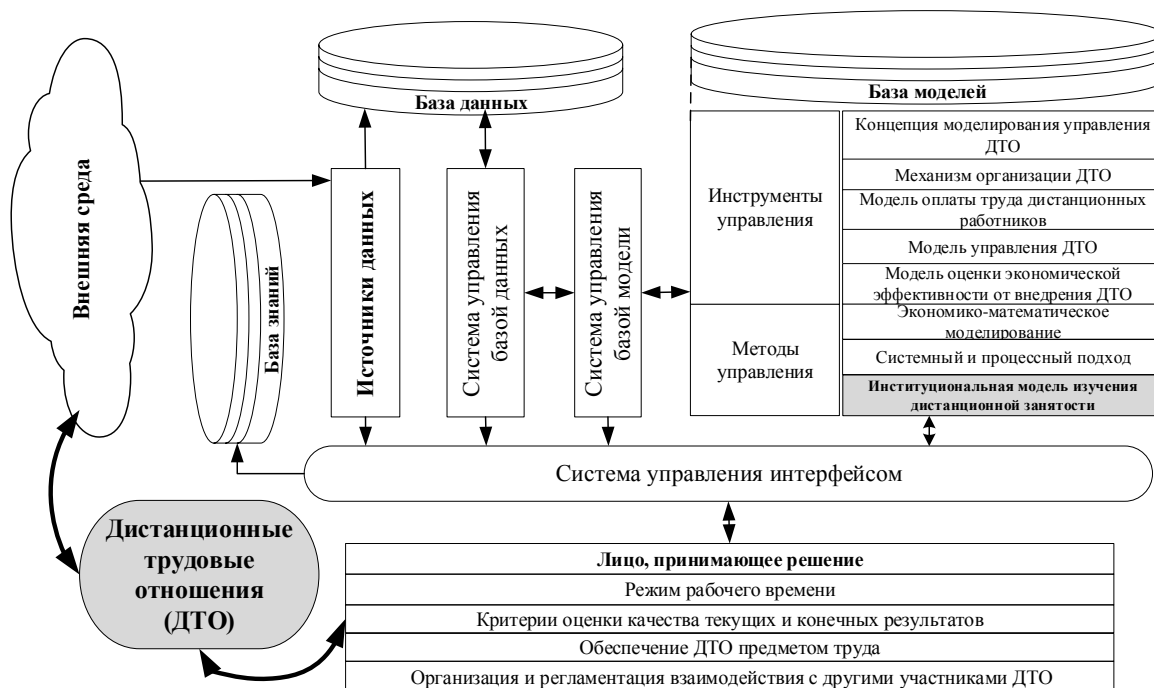 База данных
База моделей
Внешняя среда
База знаний
Источники данных
Система управления
базой данных
Система управления
базой модели
Инструменты
управления
Концепция моделирования управления
ДТО
Механизм организации ДТО
Модель оплаты труда дистанционных
работников
Модель управления ДТО
Модель оценки экономической
эффективности от внедрения ДТО
Методы
управления
Экономико-математическое
моделирование
Системный и процессный подход
Институциональная модель изучения
дистанционной занятости
Система управления интерфейсом
Дистанционные
трудовые
отношения
(ДТО)
Лицо, принимающее решение
Режим рабочего времени
Критерии оценки качества текущих и конечных результатов
Обеспечение ДТО предметом труда
Организация и регламентация взаимодействия с другими участниками ДТО